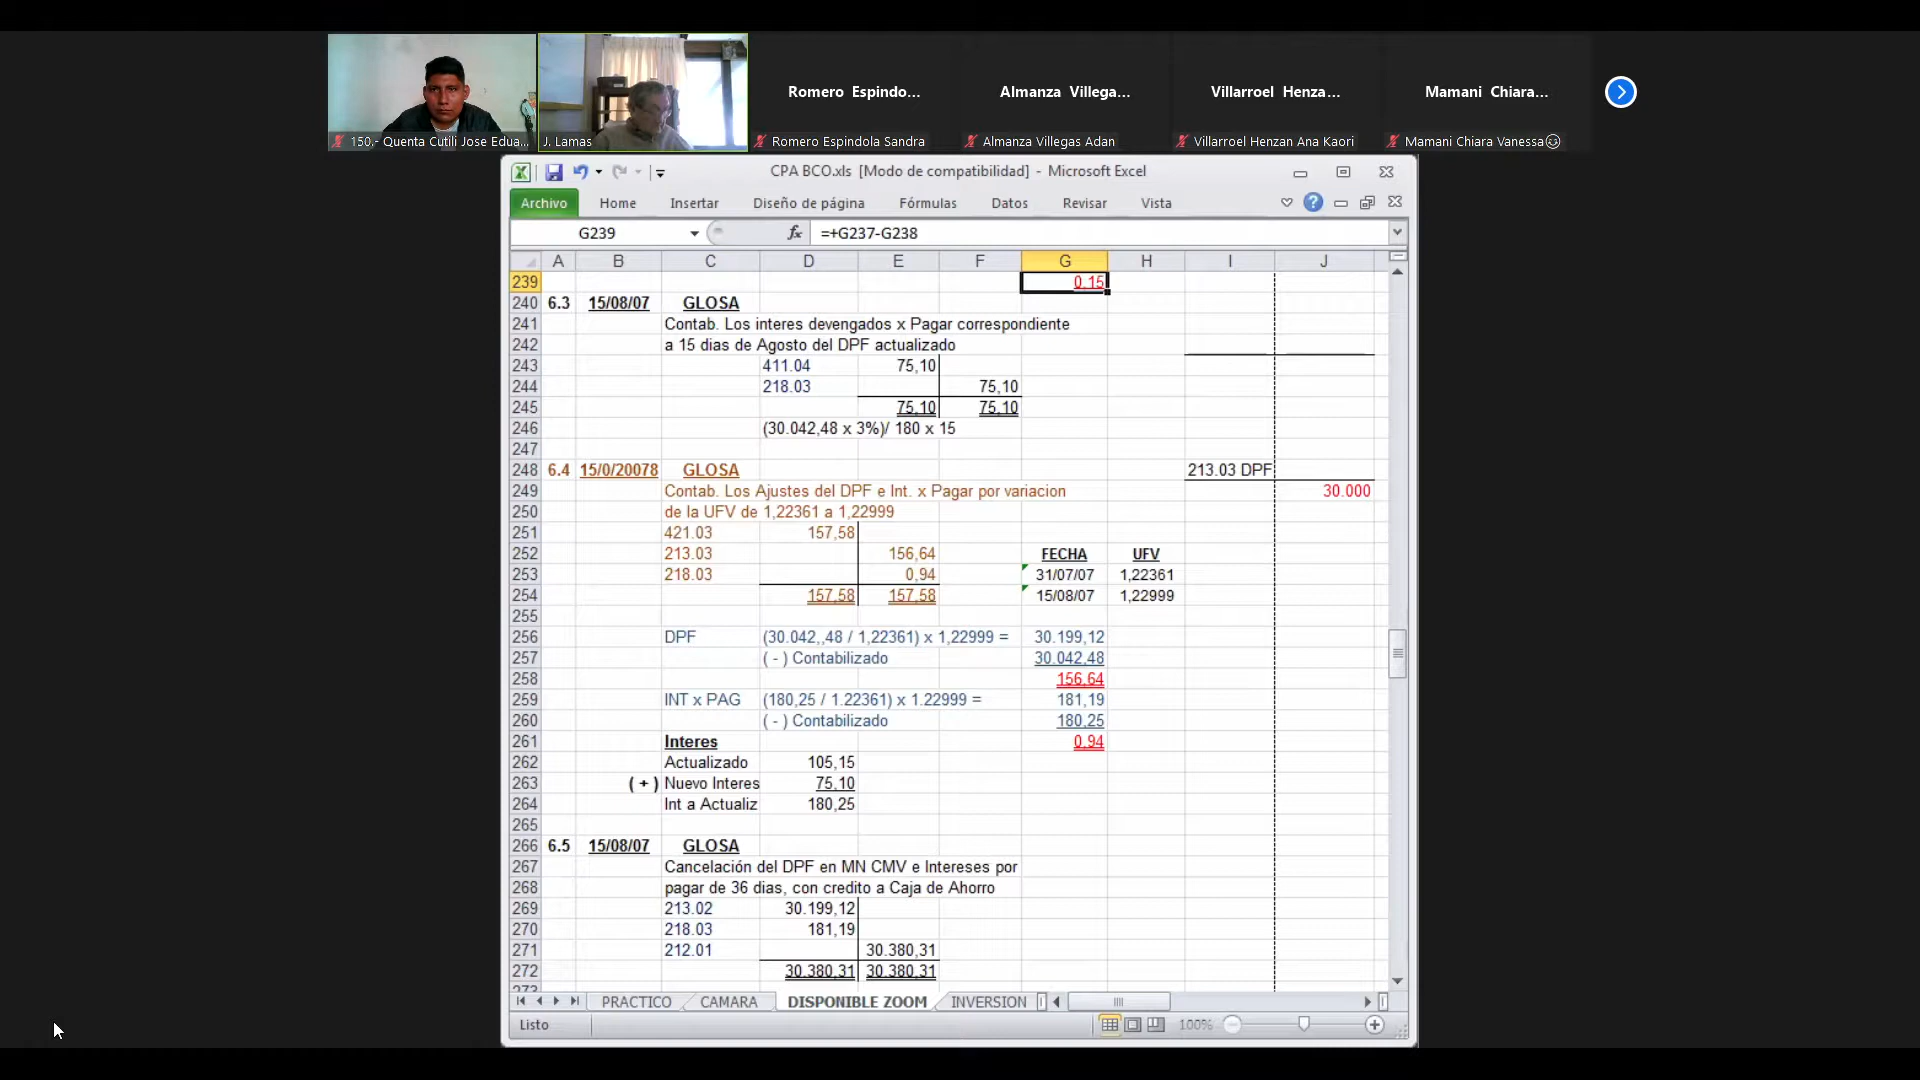 Romero Espindo...
Almanza Villega...
Villarroel Henza...
Mamani Chiara...
150.- Quenta Cutili Jose Edua...
J. Lamas
Romero Espindola Sandra
Almanza Villegas Adan
Villarroel Henzan Ana Kaori
Mamani Chiara Vanessa
CPA BCO.xls [Modo de compatibilidad] - Microsoft Excel
Archivo Home Insertar Diseño de página Fórmulas Datos Revisar Vista
G239 fx =+G237-G238
A B C D E F G H I J
239 0,15
240 6.3 15/08/07 GLOSA
241 Contab. Los interes devengados x Pagar correspondiente
242 a 15 dias de Agosto del DPF actualizado
243 411.04 75,10
244 218.03 75,10
245 75,10 75,10
246 (30.042,48 x 3%)/ 180 x 15
247
248 6.4 15/0/20078 GLOSA 213.03 DPF
249 Contab. Los Ajustes del DPF e Int. x Pagar por variacion 30.000
250 de la UFV de 1,22361 a 1,22999
251 421.03 157,58
252 213.03 156,64 FECHA UFV
253 218.03 0,94 31/07/07 1,22361
254 157,58 157,58 15/08/07 1,22999
255
256 DPF (30.042,,48 / 1,22361) x 1,22999 = 30.199,12
257 ( - ) Contabilizado 30.042,48
258 156,64
259 INT x PAG (180,25 / 1.22361) x 1.22999 = 181,19
260 ( - ) Contabilizado 180,25
261 Interes 0,94
262 Actualizado 105,15
263 ( + ) Nuevo Interes 75,10
264 Int a Actualiz 180,25
265
266 6.5 15/08/07 GLOSA
267 Cancelación del DPF en MN CMV e Intereses por
268 pagar de 36 dias, con credito a Caja de Ahorro
269 213.02 30.199,12
270 218.03 181,19
271 212.01 30.380,31
272 30.380,31 30.380,31
273
PRACTICO CAMARA DISPONIBLE ZOOM INVERSION
Listo 100%